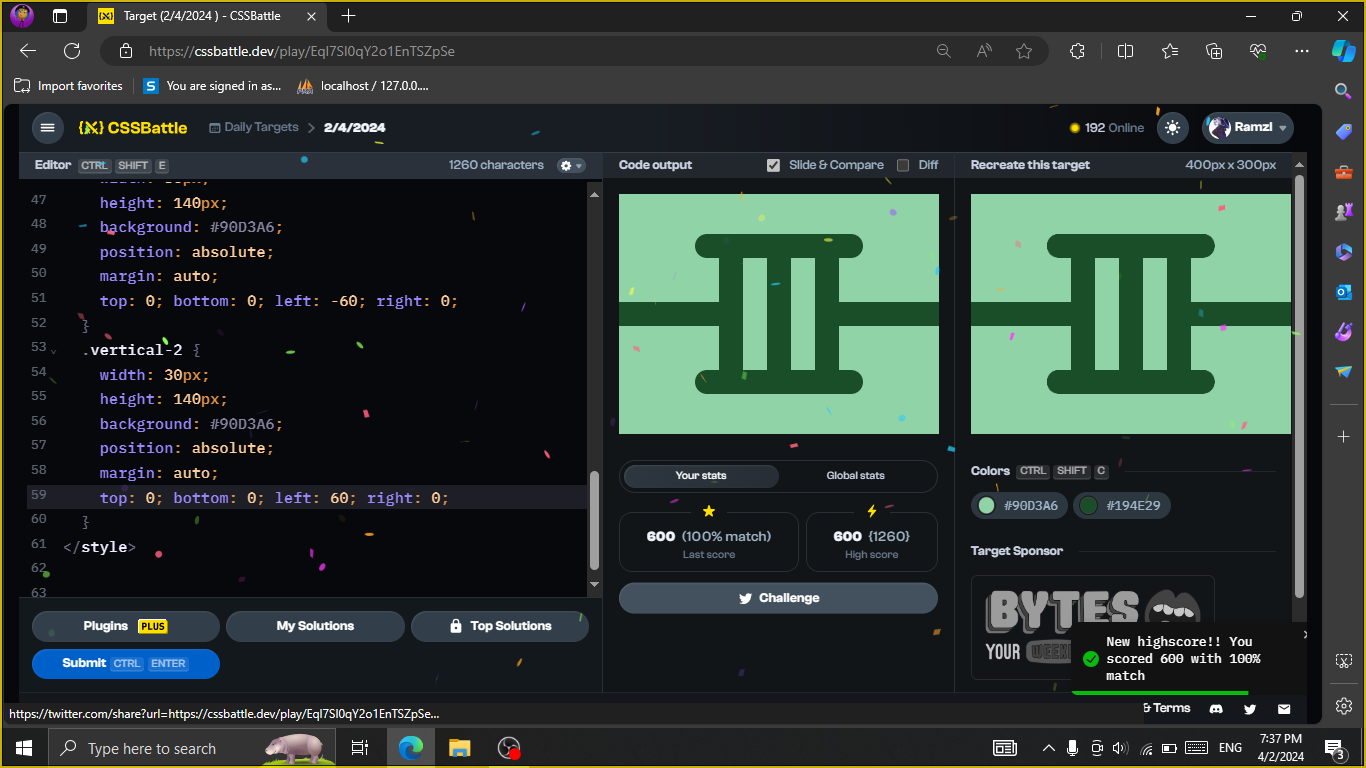 Target (2/4/2024 ) - CSSBattle
https://cssbattle.dev/play/EqI7SI0qY2o1EnTSZpSe
Import favorites
S You are signed in as...
localhost / 127.0.0....
{X} CSSBattle
Daily Targets > 2/4/2024
192 Online
Ramzl
Editor CTRL SHIFT E
1260 characters
Code output
Slide & Compare
Diff
Recreate this target
400px x 300px
47 height: 140px;
48 background: #90D3A6;
49 position: absolute;
50 margin: auto;
51 top: 0; bottom: 0; left: -60; right: 0;
52 }
53 .vertical-2 {
54 width: 30px;
55 height: 140px;
56 background: #90D3A6;
57 position: absolute;
58 margin: auto;
59 top: 0; bottom: 0; left: 60; right: 0;
60 }
61 </style>
62
63
Your stats
Global stats
600 (100% match)
Last score
600 {1260}
High score
Challenge
Colors CTRL SHIFT C
#90D3A6
#194E29
Target Sponsor
BYTES
YOUR WEEK
Plugins PLUS
My Solutions
Top Solutions
Submit CTRL ENTER
New highscore!! You
scored 600 with 100%
match
& Terms
https://twitter.com/share?url=https://cssbattle.dev/play/EqI7SI0qY2o1EnTSZpSe...
Type here to search
ENG
7:37 PM
4/2/2024
3